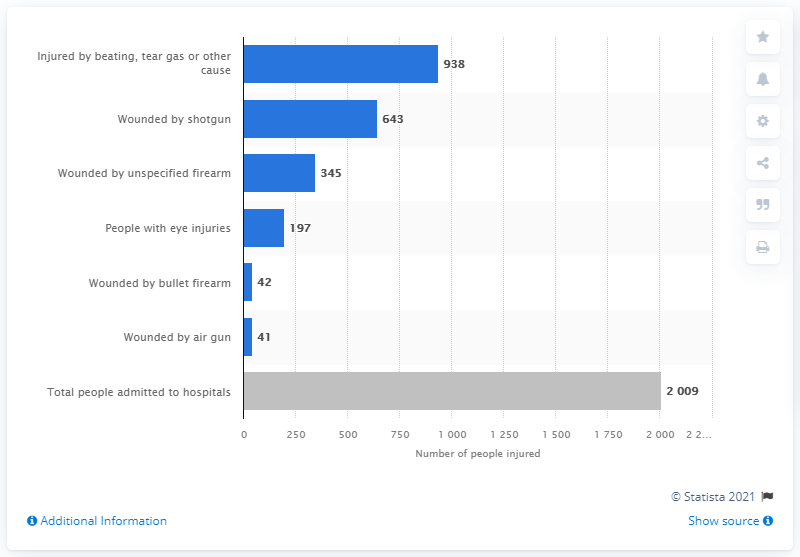 Injured by beating, tear gas or other
cause
938
Wounded by shotgun
643
Wounded by unspecified firearm
345
People with eye injuries
197
Wounded by bullet firearm
42
Wounded by air gun
41
Total people admitted to hospitals
2 009
0 250 500 750 1 000 1 250 1 500 1 750 2 000 2 2...
Number of people injured
© Statista 2021
Additional Information
Show source